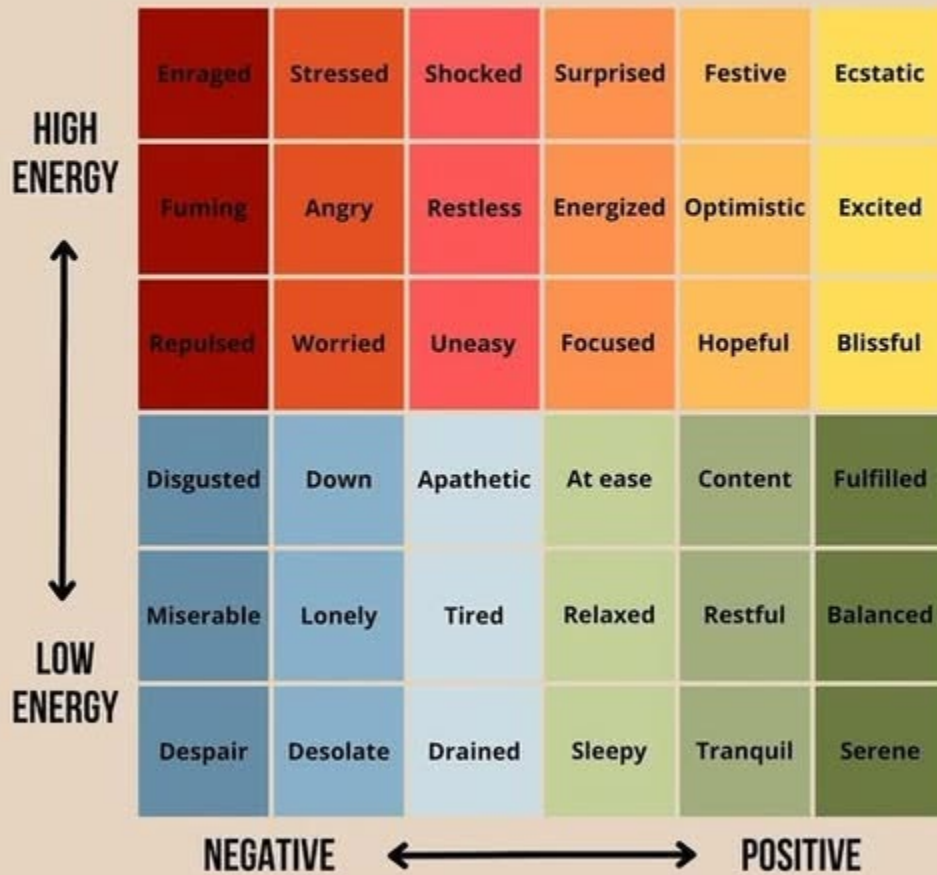 Enraged Stressed Shocked Surprised Festive Ecstatic
HIGH
ENERGY
Fuming Angry Restless Energized Optimistic Excited
Repulsed Worried Uneasy Focused Hopeful Blissful
Disgusted Down Apathetic At ease Content Fulfilled
Miserable Lonely Tired Relaxed Restful Balanced
LOW
ENERGY
Despair Desolate Drained Sleepy Tranquil Serene
NEGATIVE POSITIVE